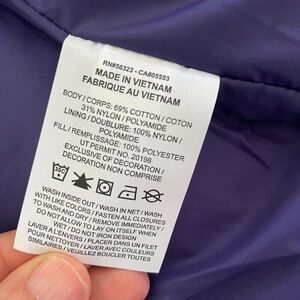 RN#56323 - CA#05553
MADE IN VIETNAM
FABRIQUE AU VIETNAM
BODY / CORPS: 69% COTTON / COTON
31% NYLON / POLYAMIDE
LINING / DOUBLURE: 100% NYLON /
POLYAMIDE
FILL / REMPLISSAGE: 100% POLYESTER
UT PERMIT NO. 20198
EXCLUSIVE OF DECORATION /
DÉCORATION NON COMPRISE
WASH INSIDE OUT / WASH IN NET / WASH
WITH LIKE COLORS / FASTEN ALL CLOSURES
TO WASH AND DRY / REMOVE IMMEDIATELY /
DO NOT ALLOW TO LAY ON ITSELF WHILE
WET / DO NOT IRON DESIGN
LAVER À L'ENVERS / PLACER DANS UN FILET
POUR NETTOYER / LAVER AVEC COULEURS
SIMILAIRES / VEUILLEZ BOUCLER TOUTES